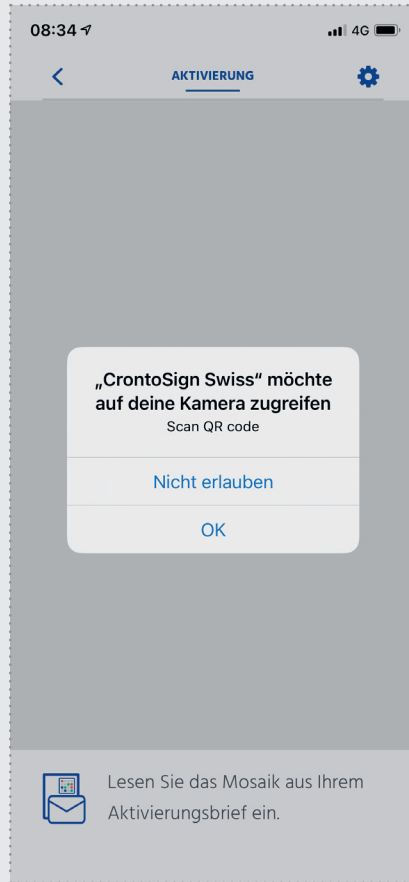 08:34 4G
AKTIVIERUNG
„CrontoSign Swiss“ möchte
auf deine Kamera zugreifen
Scan QR code
Nicht erlauben
OK
Lesen Sie das Mosaik aus Ihrem
Aktivierungsbrief ein.